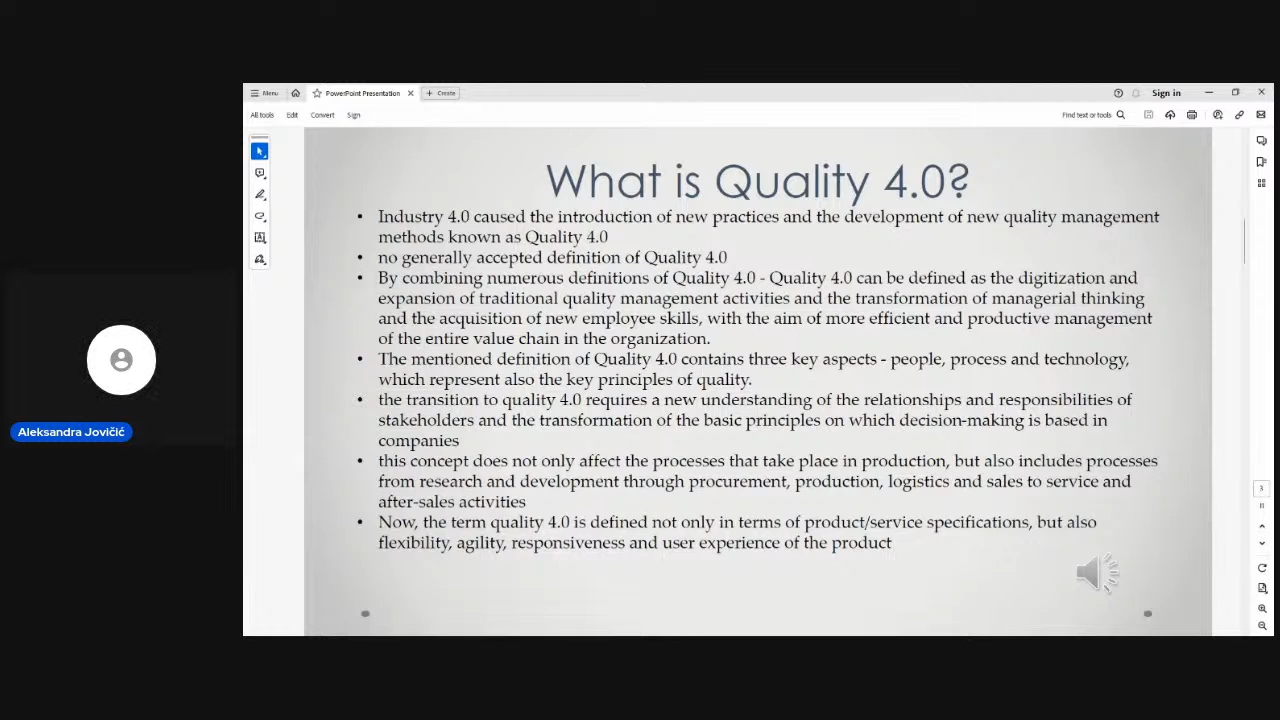 Menu
PowerPoint Presentation
Create
Sign in
All tools
Edit
Convert
Sign
Find text or tools
What is Quality 4.0?
• Industry 4.0 caused the introduction of new practices and the development of new quality management
methods known as Quality 4.0
• no generally accepted definition of Quality 4.0
• By combining numerous definitions of Quality 4.0 - Quality 4.0 can be defined as the digitization and
expansion of traditional quality management activities and the transformation of managerial thinking
and the acquisition of new employee skills, with the aim of more efficient and productive management
of the entire value chain in the organization.
• The mentioned definition of Quality 4.0 contains three key aspects - people, process and technology,
which represent also the key principles of quality.
• the transition to quality 4.0 requires a new understanding of the relationships and responsibilities of
stakeholders and the transformation of the basic principles on which decision-making is based in
companies
• this concept does not only affect the processes that take place in production, but also includes processes
from research and development through procurement, production, logistics and sales to service and
after-sales activities
• Now, the term quality 4.0 is defined not only in terms of product/service specifications, but also
flexibility, agility, responsiveness and user experience of the product
Aleksandra Jovičić
3
11